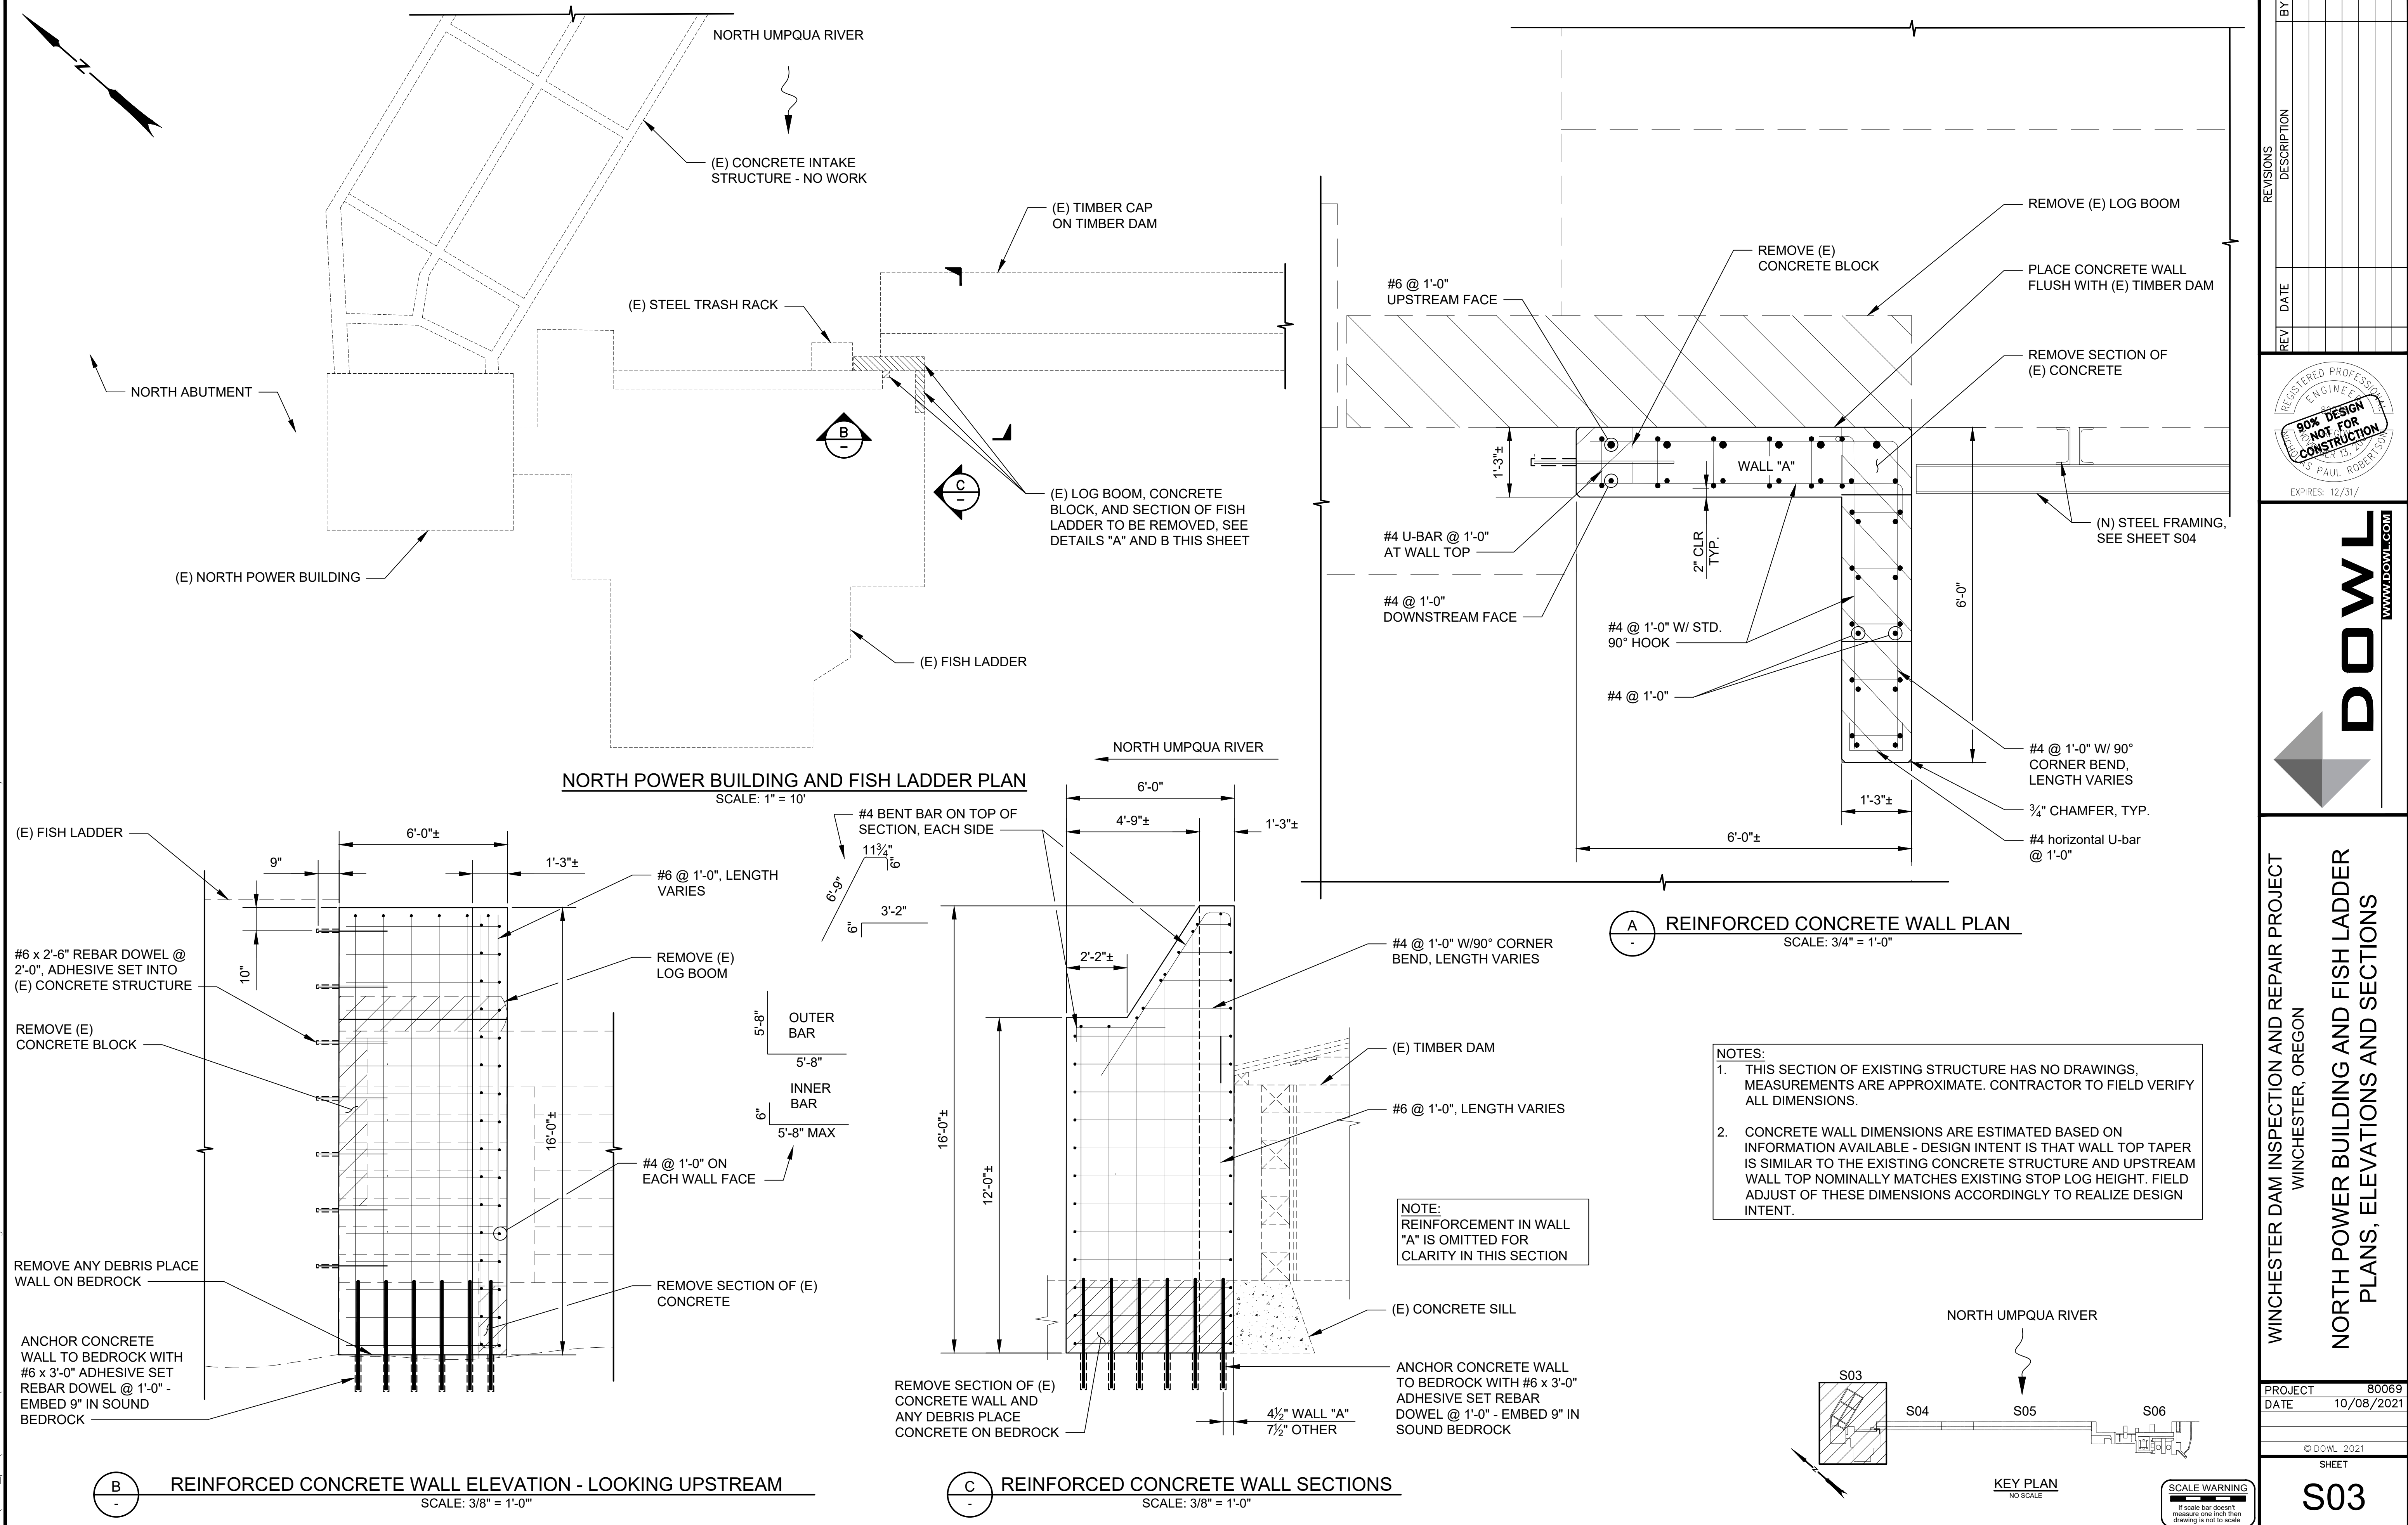 N
NORTH UMPQUA RIVER
(E) CONCRETE INTAKE
STRUCTURE - NO WORK
(E) TIMBER CAP
ON TIMBER DAM
(E) STEEL TRASH RACK
NORTH ABUTMENT
B
-
C
-
(E) LOG BOOM, CONCRETE
BLOCK, AND SECTION OF FISH
LADDER TO BE REMOVED, SEE
DETAILS "A" AND B THIS SHEET
(E) NORTH POWER BUILDING
(E) FISH LADDER
NORTH POWER BUILDING AND FISH LADDER PLAN
SCALE: 1" = 10'
REMOVE (E) LOG BOOM
REMOVE (E)
CONCRETE BLOCK
PLACE CONCRETE WALL
FLUSH WITH (E) TIMBER DAM
#6 @ 1'-0"
UPSTREAM FACE
REMOVE SECTION OF
(E) CONCRETE
1'-3"±
WALL "A"
(N) STEEL FRAMING,
SEE SHEET S04
#4 U-BAR @ 1'-0"
AT WALL TOP
2" CLR
TYP.
#4 @ 1'-0"
DOWNSTREAM FACE
#4 @ 1'-0" W/ STD.
90° HOOK
6'-0"
#4 @ 1'-0"
#4 @ 1'-0" W/ 90°
CORNER BEND,
LENGTH VARIES
1'-3"±
¾" CHAMFER, TYP.
6'-0"±
#4 horizontal U-bar
@ 1'-0"
A
-
REINFORCED CONCRETE WALL PLAN
SCALE: 3/4" = 1'-0"
(E) FISH LADDER
6'-0"±
9"
1'-3"±
#6 @ 1'-0", LENGTH
VARIES
#6 x 2'-6" REBAR DOWEL @
2'-0", ADHESIVE SET INTO
(E) CONCRETE STRUCTURE
10"
REMOVE (E)
LOG BOOM
REMOVE (E)
CONCRETE BLOCK
16'-0"±
#4 @ 1'-0" ON
EACH WALL FACE
REMOVE ANY DEBRIS PLACE
WALL ON BEDROCK
REMOVE SECTION OF (E)
CONCRETE
ANCHOR CONCRETE
WALL TO BEDROCK WITH
#6 x 3'-0" ADHESIVE SET
REBAR DOWEL @ 1'-0" -
EMBED 9" IN SOUND
BEDROCK
B
-
REINFORCED CONCRETE WALL ELEVATION - LOOKING UPSTREAM
SCALE: 3/8" = 1'-0'"
#4 BENT BAR ON TOP OF
SECTION, EACH SIDE
11¾"
6"
6'-9"
3'-2"
6"
5'-8"
OUTER
BAR
5'-8"
INNER
BAR
6"
5'-8" MAX
NORTH UMPQUA RIVER
6'-0"
4'-9"±
1'-3"±
2'-2"±
#4 @ 1'-0" W/90° CORNER
BEND, LENGTH VARIES
(E) TIMBER DAM
#6 @ 1'-0", LENGTH VARIES
16'-0"±
12'-0"±
NOTE:
REINFORCEMENT IN WALL
"A" IS OMITTED FOR
CLARITY IN THIS SECTION
(E) CONCRETE SILL
REMOVE SECTION OF (E)
CONCRETE WALL AND
ANY DEBRIS PLACE
CONCRETE ON BEDROCK
4½" WALL "A"
7½" OTHER
ANCHOR CONCRETE WALL
TO BEDROCK WITH #6 x 3'-0"
ADHESIVE SET REBAR
DOWEL @ 1'-0" - EMBED 9" IN
SOUND BEDROCK
C
-
REINFORCED CONCRETE WALL SECTIONS
SCALE: 3/8" = 1'-0"
NOTES:
1. THIS SECTION OF EXISTING STRUCTURE HAS NO DRAWINGS,
MEASUREMENTS ARE APPROXIMATE. CONTRACTOR TO FIELD VERIFY
ALL DIMENSIONS.
2. CONCRETE WALL DIMENSIONS ARE ESTIMATED BASED ON
INFORMATION AVAILABLE - DESIGN INTENT IS THAT WALL TOP TAPER
IS SIMILAR TO THE EXISTING CONCRETE STRUCTURE AND UPSTREAM
WALL TOP NOMINALLY MATCHES EXISTING STOP LOG HEIGHT. FIELD
ADJUST OF THESE DIMENSIONS ACCORDINGLY TO REALIZE DESIGN
INTENT.
NORTH UMPQUA RIVER
S03
S04
S05
S06
N
KEY PLAN
NO SCALE
SCALE WARNING
If scale bar doesn't
measure one inch then
drawing is not to scale
REVISIONS
REV
DATE
DESCRIPTION
BY
REGISTERED PROFESSIONAL
ENGINEER
90% DESIGN
NOT FOR
CONSTRUCTION
NICHOLAS PAUL ROBERTSON
EXPIRES: 12/31/
DOWL
WWW.DOWL.COM
WINCHESTER DAM INSPECTION AND REPAIR PROJECT
WINCHESTER, OREGON
NORTH POWER BUILDING AND FISH LADDER
PLANS, ELEVATIONS AND SECTIONS
PROJECT 80069
DATE 10/08/2021
© DOWL 2021
SHEET
S03